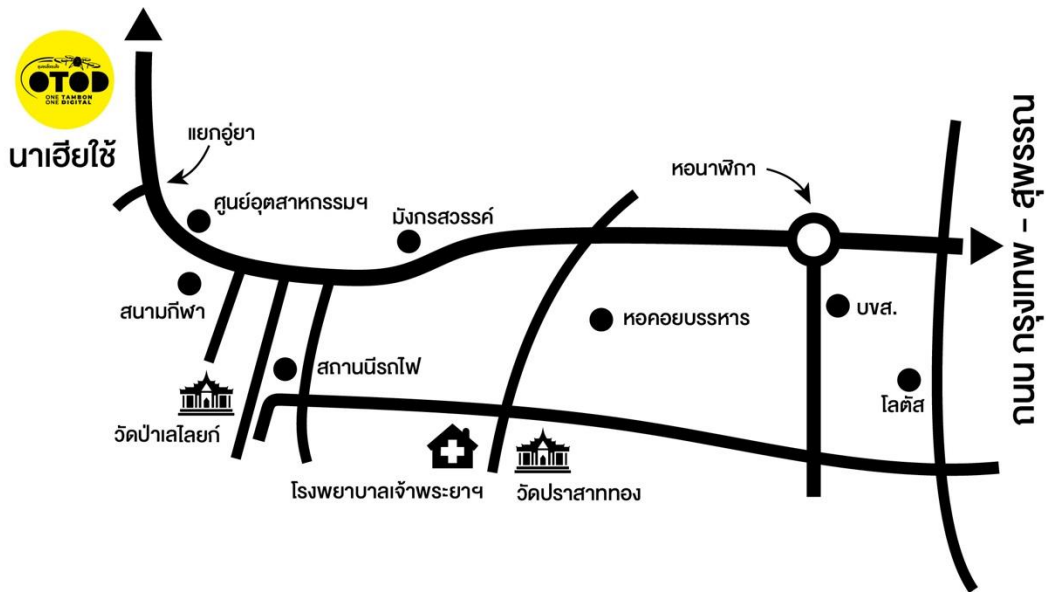 OTOD
ONE TAMBON
ONE DIGITAL
นาเฮียใช้
แยกอู่ยา
ศูนย์อุตสาหกรรมฯ
มังกรสวรรค์
หอนาฬิกา
ถนน กรุงเทพ - สุพรรณ
สนามกีฬา
หอคอยบรรหาร
บขส.
สถานนีรถไฟ
โลตัส
วัดป่าเลไลยก์
โรงพยาบาลเจ้าพระยาฯ
วัดปราสาททอง